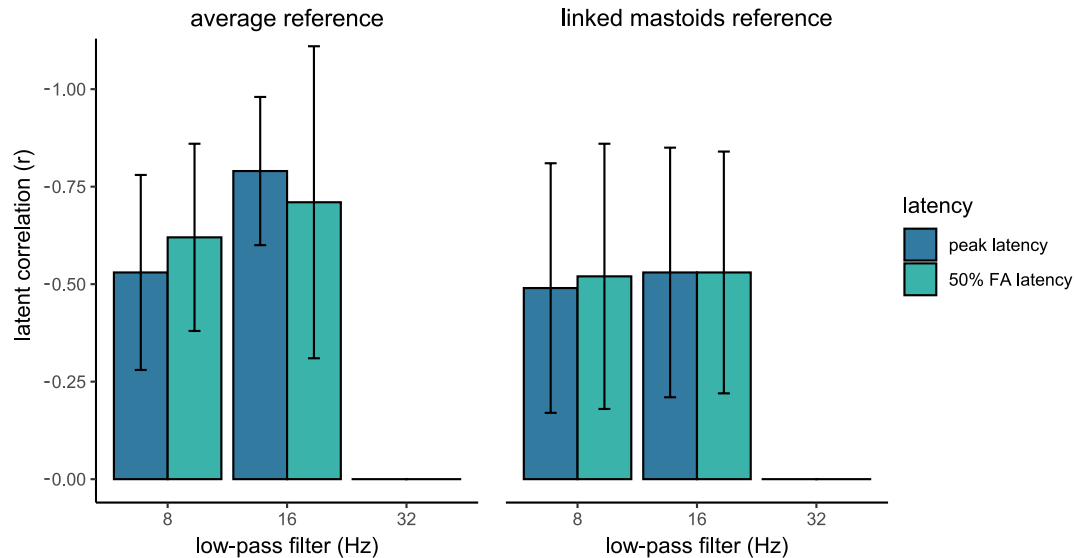 average reference
linked mastoids reference
latent correlation (r)
-1.00
-0.75
-0.50
-0.25
-0.00
8
16
32
low-pass filter (Hz)
8
16
32
low-pass filter (Hz)
latency
peak latency
50% FA latency